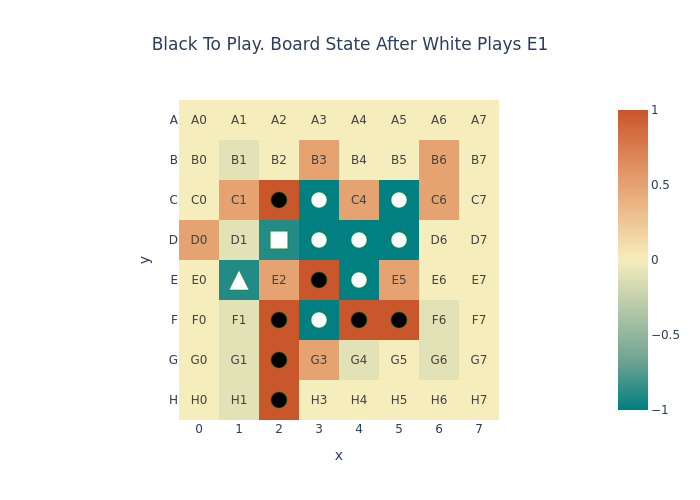 Black To Play. Board State After White Plays E1
A A0 A1 A2 A3 A4 A5 A6 A7
B B0 B1 B2 B3 B4 B5 B6 B7
C C0 C1 C4 C6 C7
D D0 D1 D6 D7
E E0 E2 E5 E6 E7
F F0 F1 F6 F7
G G0 G1 G3 G4 G5 G6 G7
H H0 H1 H3 H4 H5 H6 H7
0 1 2 3 4 5 6 7
x
y
1
0.5
0
−0.5
−1